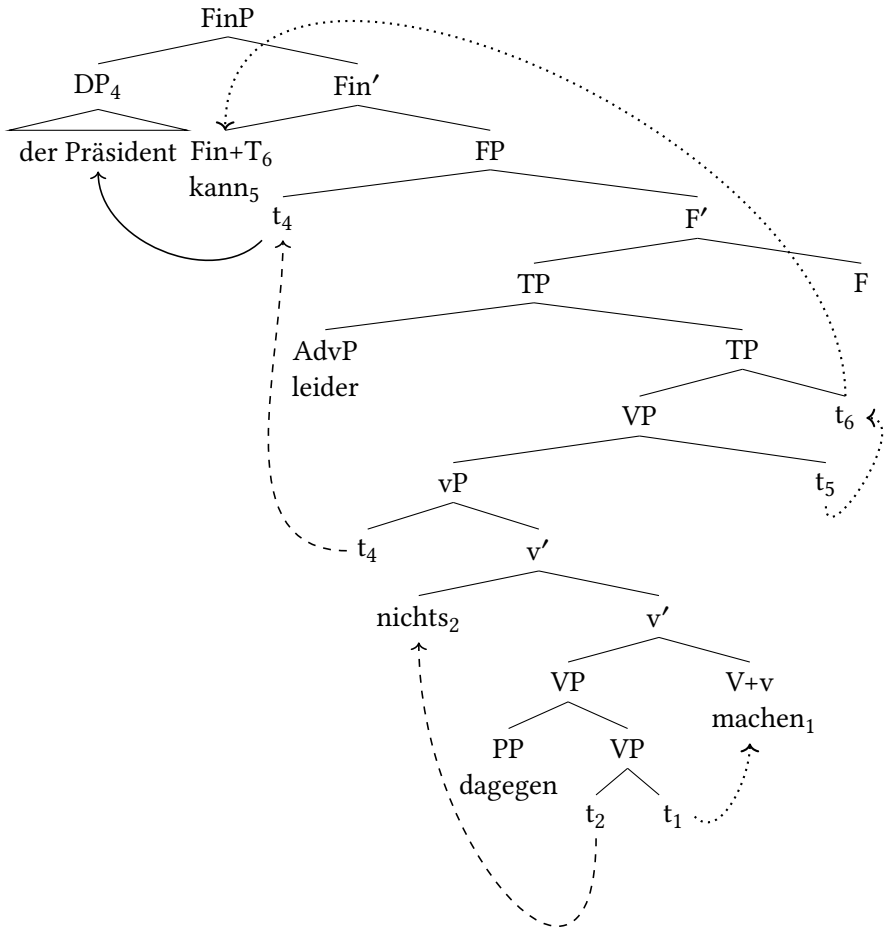 FinP
DP₄ Fin′
der Präsident Fin+T₆ FP
kann₅
t₄ F′
TP F
AdvP TP
leider
VP t₆
vP t₅
t₄ v′
nichts₂ v′
VP V+v
machen₁
PP VP
dagegen
t₂ t₁